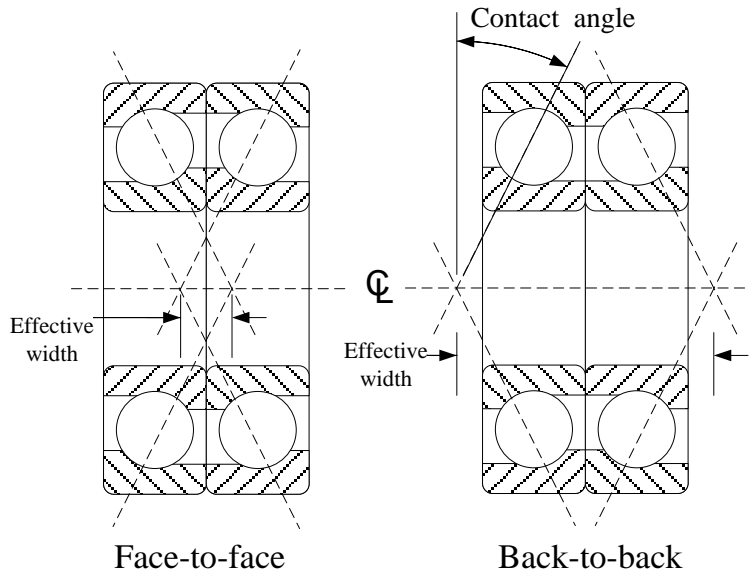 Contact angle
℄
Effective
width
Effective
width
Face-to-face
Back-to-back